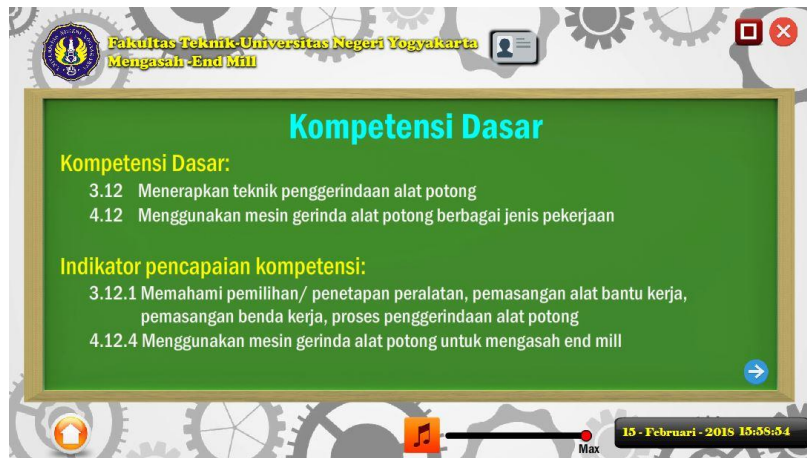 Fakultas Teknik-Universitas Negeri Yogyakarta
Mengasah -End Mill
Kompetensi Dasar
Kompetensi Dasar:
3.12 Menerapkan teknik penggerindaan alat potong
4.12 Menggunakan mesin gerinda alat potong berbagai jenis pekerjaan
Indikator pencapaian kompetensi:
3.12.1 Memahami pemilihan/ penetapan peralatan, pemasangan alat bantu kerja,
pemasangan benda kerja, proses penggerindaan alat potong
4.12.4 Menggunakan mesin gerinda alat potong untuk mengasah end mill
Max
15 - Februari - 2018 15:58:54